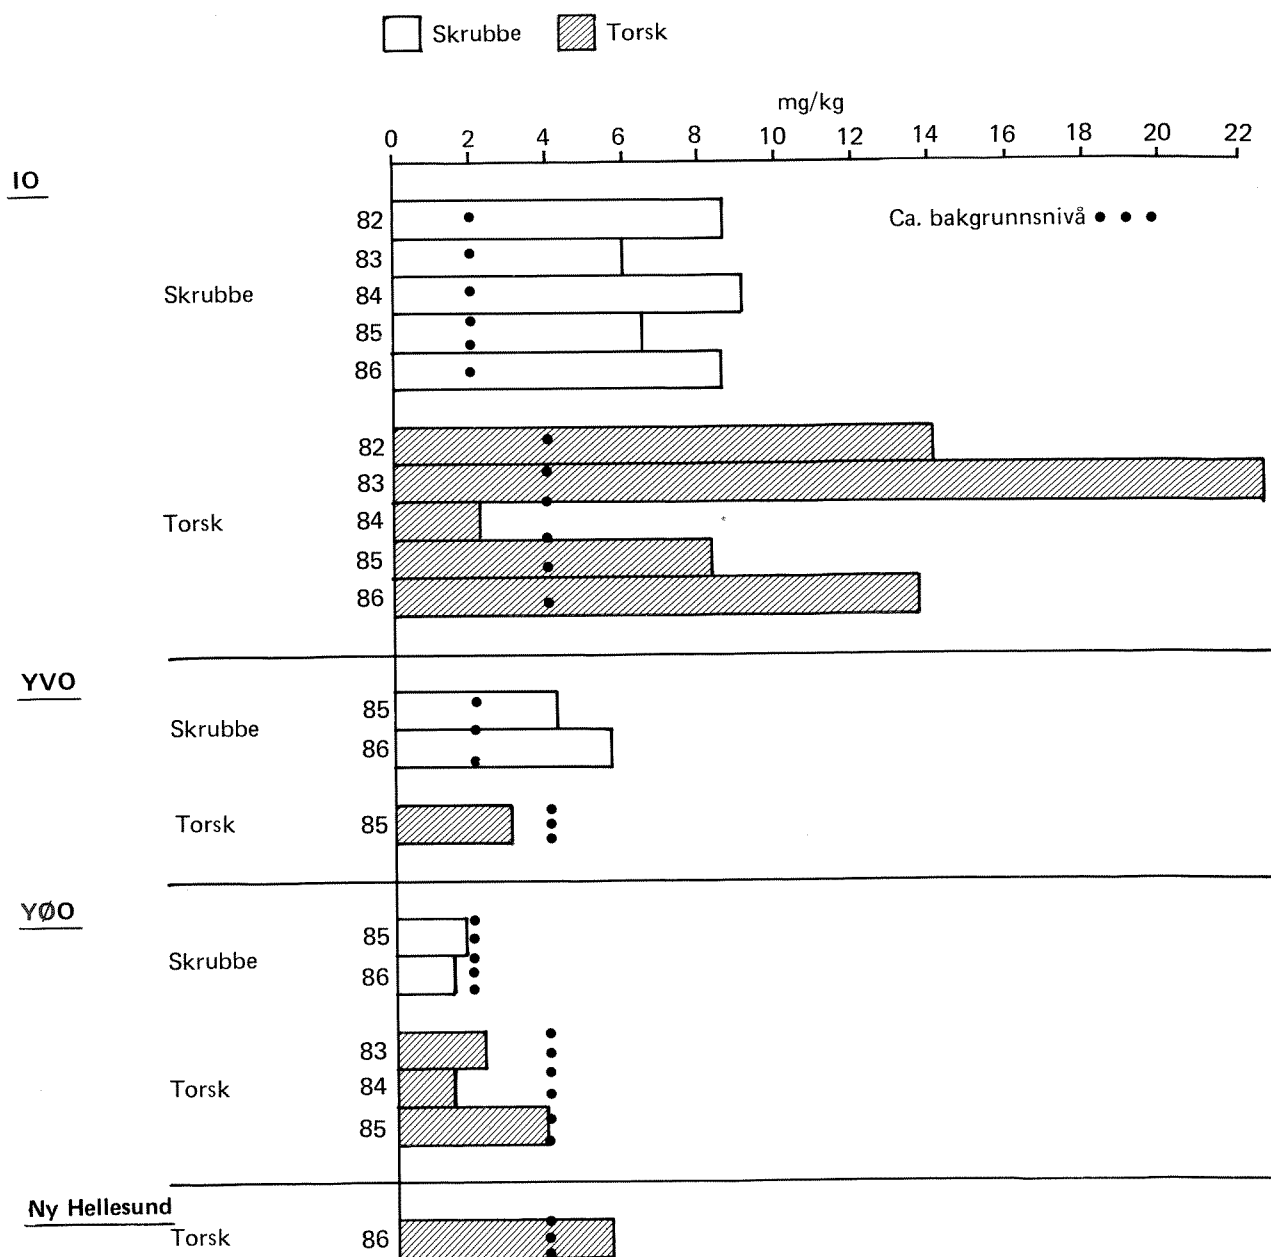 Skrubbe Torsk
mg/kg
0 2 4 6 8 10 12 14 16 18 20 22
IO
Ca. bakgrunnsnivå
82
83
Skrubbe 84
85
86
82
83
Torsk 84
85
86
YVO
85
Skrubbe
86
Torsk 85
YØO
85
Skrubbe
86
83
Torsk 84
85
Ny Hellesund
Torsk 86